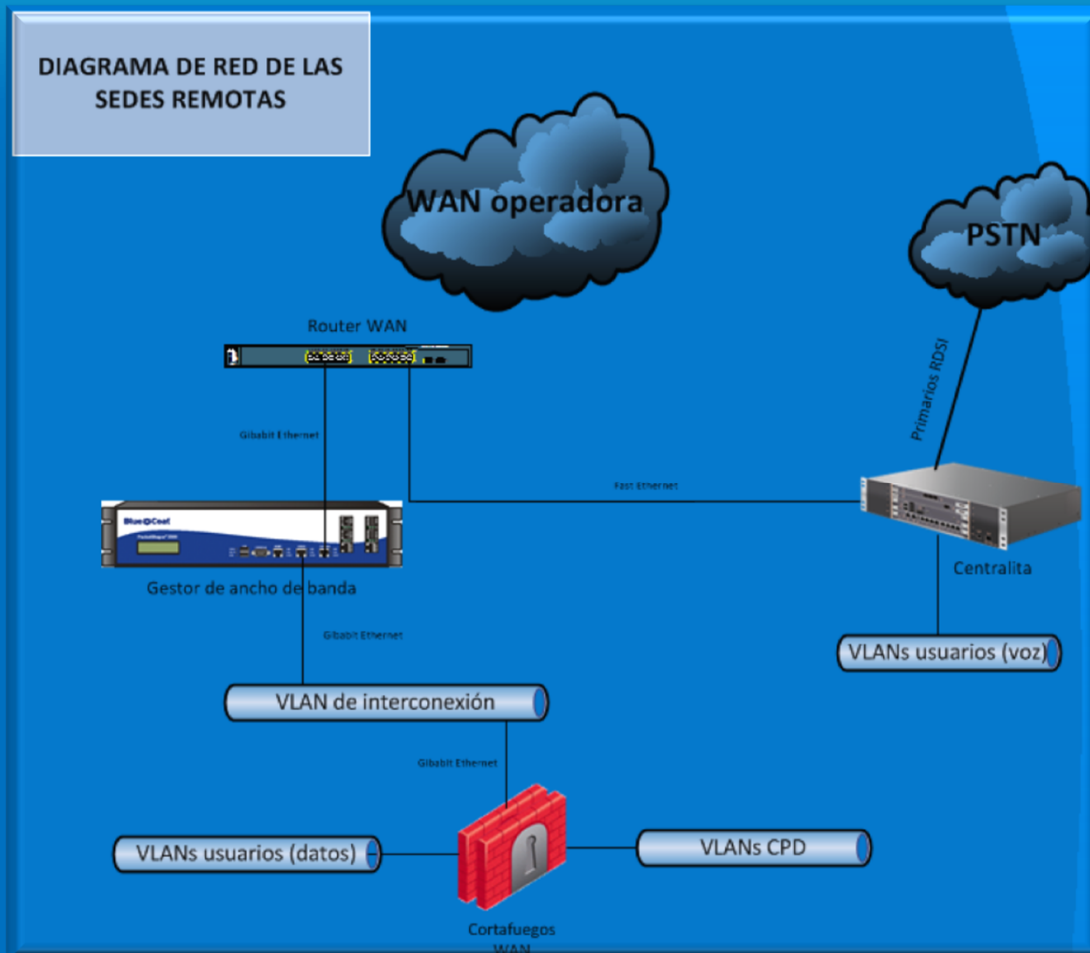 DIAGRAMA DE RED DE LAS
SEDES REMOTAS
WAN operadora
PSTN
Router WAN
Primarios RDSI
Gibabit Ethernet
Fast Ethernet
Blue Coat
Gestor de ancho de banda
Centralita
Gibabit Ethernet
VLANs usuarios (voz)
VLAN de interconexión
Gibabit Ethernet
VLANs usuarios (datos)
VLANs CPD
Cortafuegos
WAN